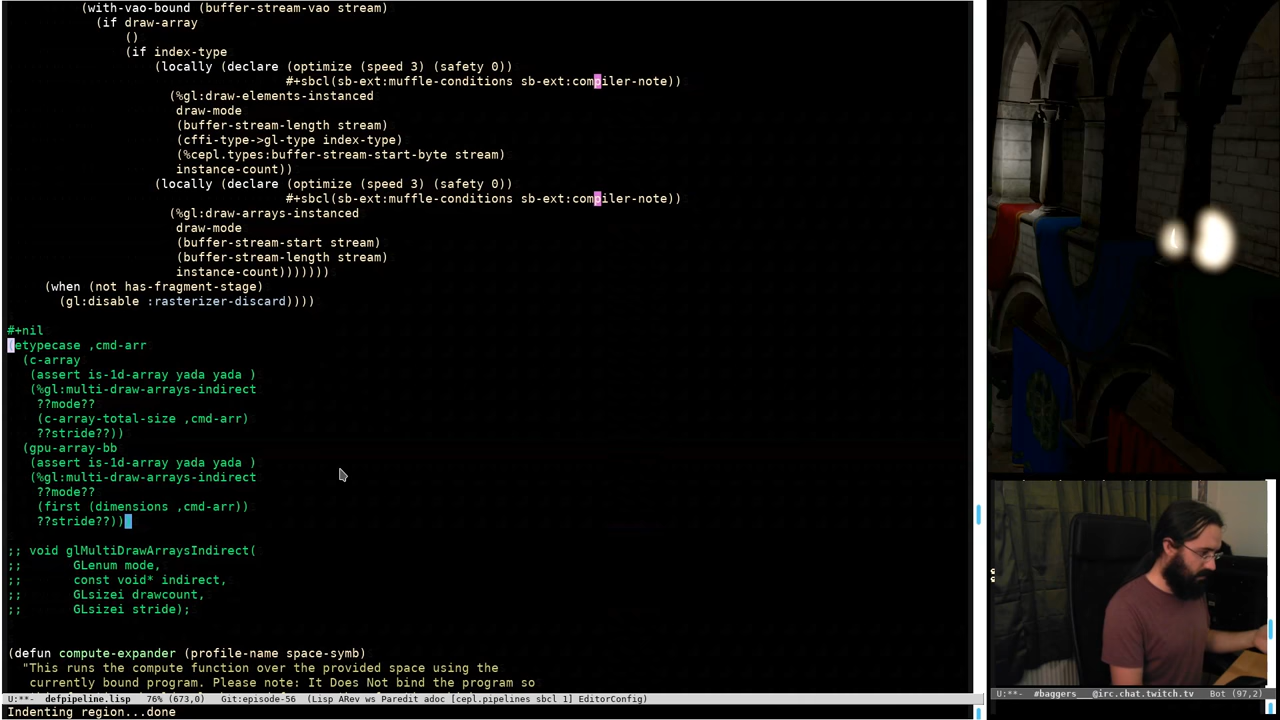 (with-vao-bound (buffer-stream-vao stream)
(if draw-array
()
(if index-type
(locally (declare (optimize (speed 3) (safety 0))
#+sbcl(sb-ext:muffle-conditions sb-ext:compiler-note))
(%gl:draw-elements-instanced
draw-mode
(buffer-stream-length stream)
(cffi-type->gl-type index-type)
(%cepl.types:buffer-stream-start-byte stream)
instance-count))
(locally (declare (optimize (speed 3) (safety 0))
#+sbcl(sb-ext:muffle-conditions sb-ext:compiler-note))
(%gl:draw-arrays-instanced
draw-mode
(buffer-stream-start stream)
(buffer-stream-length stream)
instance-count)))))))
(when (not has-fragment-stage)
(gl:disable :rasterizer-discard))))
#+nil
(etypecase ,cmd-arr
(c-array
(assert is-1d-array yada yada )
(%gl:multi-draw-arrays-indirect
??mode??
(c-array-total-size ,cmd-arr)
??stride??))
(gpu-array-bb
(assert is-1d-array yada yada )
(%gl:multi-draw-arrays-indirect
??mode??
(first (dimensions ,cmd-arr))
??stride??))
;; void glMultiDrawArraysIndirect(
;; GLenum mode,
;; const void* indirect,
;; GLsizei drawcount,
;; GLsizei stride);
(defun compute-expander (profile-name space-symb)
"This runs the compute function over the provided space using the
currently bound program. Please note: It Does Not bind the program so
U:**- defpipeline.lisp 76% (673,0) Git:episode-56 (Lisp ARev ws Paredit adoc [cepl.pipelines sbcl 1] EditorConfig)
Indenting region...done
U:**- #baggers___@irc.chat.twitch.tv Bot (97,2)